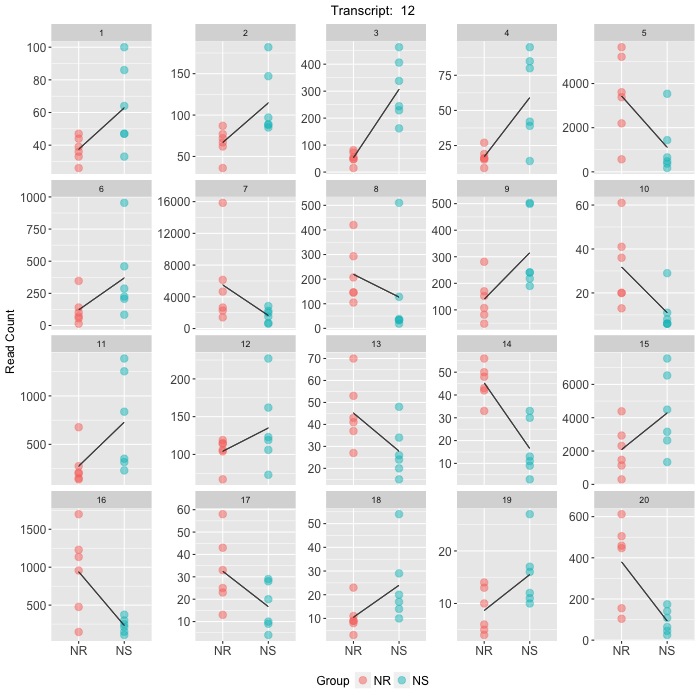 Transcript: 12
1 2 3 4 5
100 80 60 40
150 100 50
400 300 200 100 0
75 50 25
4000 2000 0
6 7 8 9 10
1000 750 500 250 0
16000 12000 8000 4000 0
500 400 300 200 100 0
500 400 300 200 100
60 40 20
Read Count
11 12 13 14 15
1000 500
200 150 100
70 60 50 40 30 20
50 40 30 20 10
6000 4000 2000 0
16 17 18 19 20
1500 1000 500
60 50 40 30 20 10
50 40 30 20 10
20 10
600 400 200 0
NR NS NR NS NR NS NR NS NR NS
Group NR NS